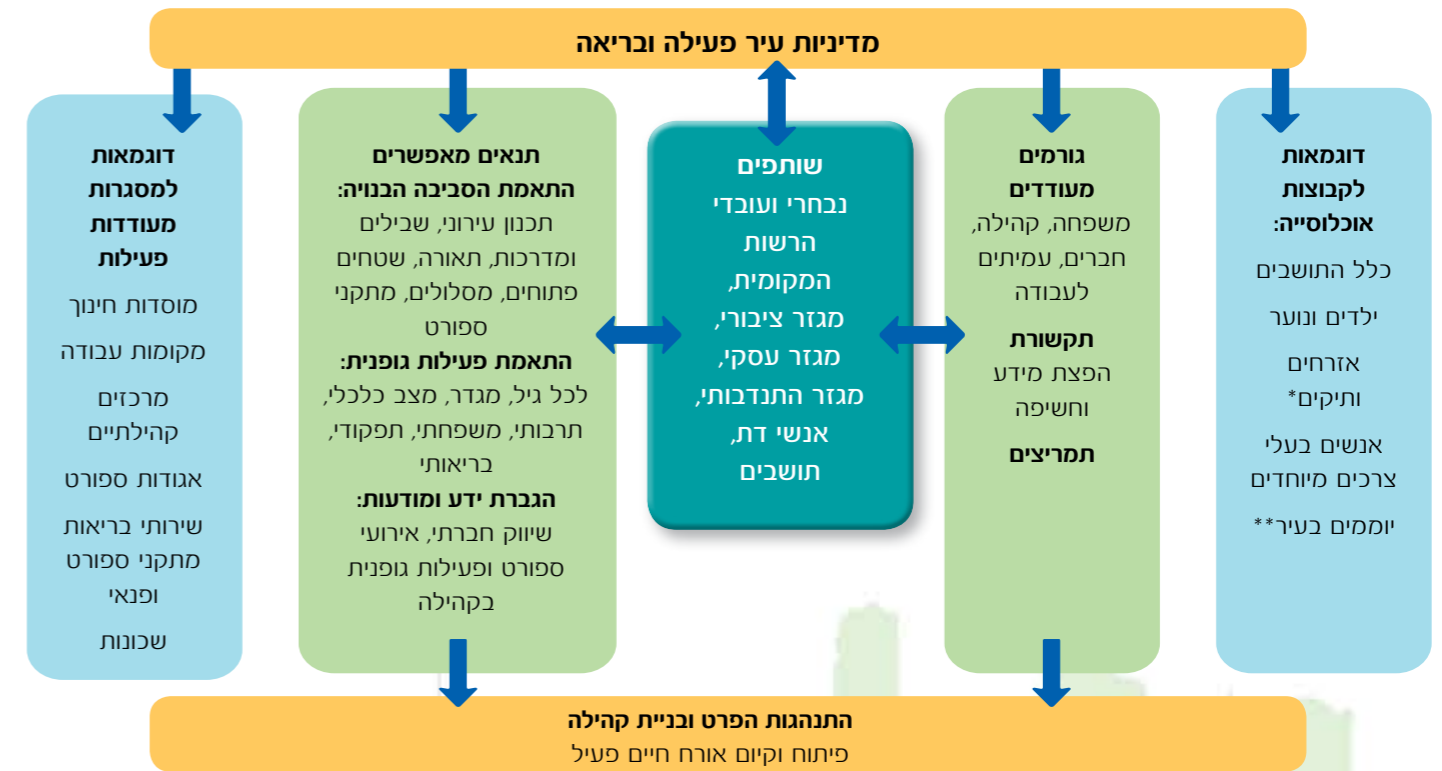 מדיניות עיר פעילה ובריאה
דוגמאות
לקבוצות
אוכלוסייה:
כלל התושבים
ילדים ונוער
אזרחים
ותיקים*
אנשים בעלי
צרכים מיוחדים
יוממים בעיר**
גורמים
מעודדים
משפחה, קהילה,
חברים, עמיתים
לעבודה
תקשורת
הפצת מידע
וחשיפה
תמריצים
שותפים
נבחרי ועובדי
הרשות
המקומית,
מגזר ציבורי,
מגזר עסקי,
מגזר התנדבותי,
אנשי דת,
תושבים
תנאים מאפשרים
התאמת הסביבה הבנויה:
תכנון עירוני, שבילים
ומדרכות, תאורה, שטחים
פתוחים, מסלולים, מתקני
ספורט
התאמת פעילות גופנית:
לכל גיל, מגדר, מצב כלכלי,
תרבותי, משפחתי, תפקודי,
בריאותי
הגברת ידע ומודעות:
שיווק חברתי, אירועי
ספורט ופעילות גופנית
בקהילה
דוגמאות
למסגרות
מעודדות
פעילות
מוסדות חינוך
מקומות עבודה
מרכזים
קהילתיים
אגודות ספורט
שירותי בריאות
מתקני ספורט
ופנאי
שכונות
התנהגות הפרט ובניית קהילה
פיתוח וקיום אורח חיים פעיל